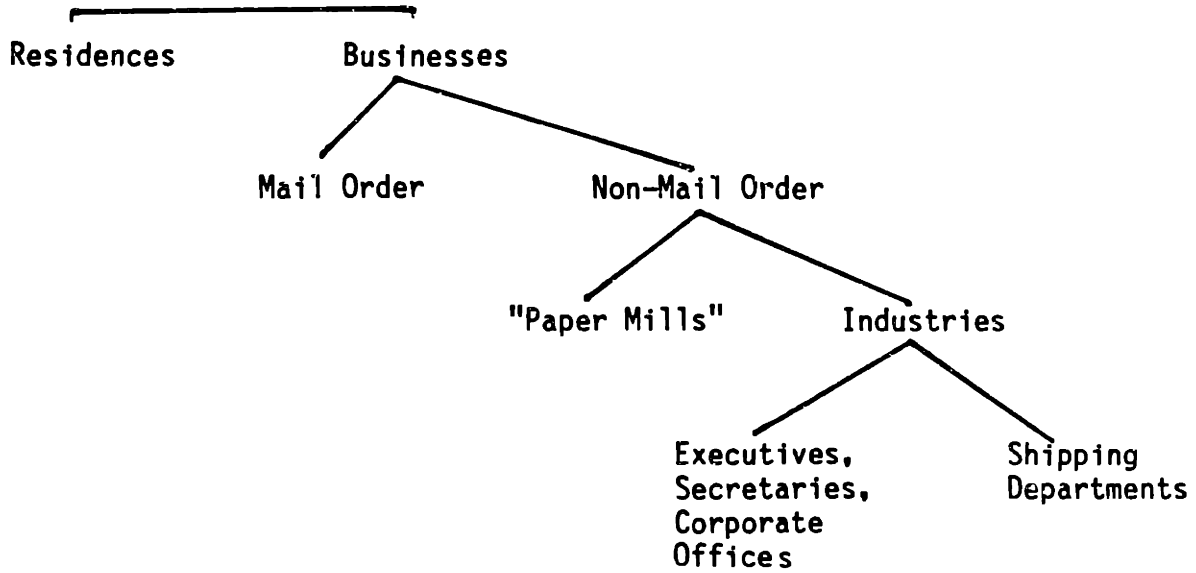 Residences Businesses
Mail Order Non-Mail Order
"Paper Mills" Industries
Executives,
Secretaries,
Corporate
Offices
Shipping
Departments